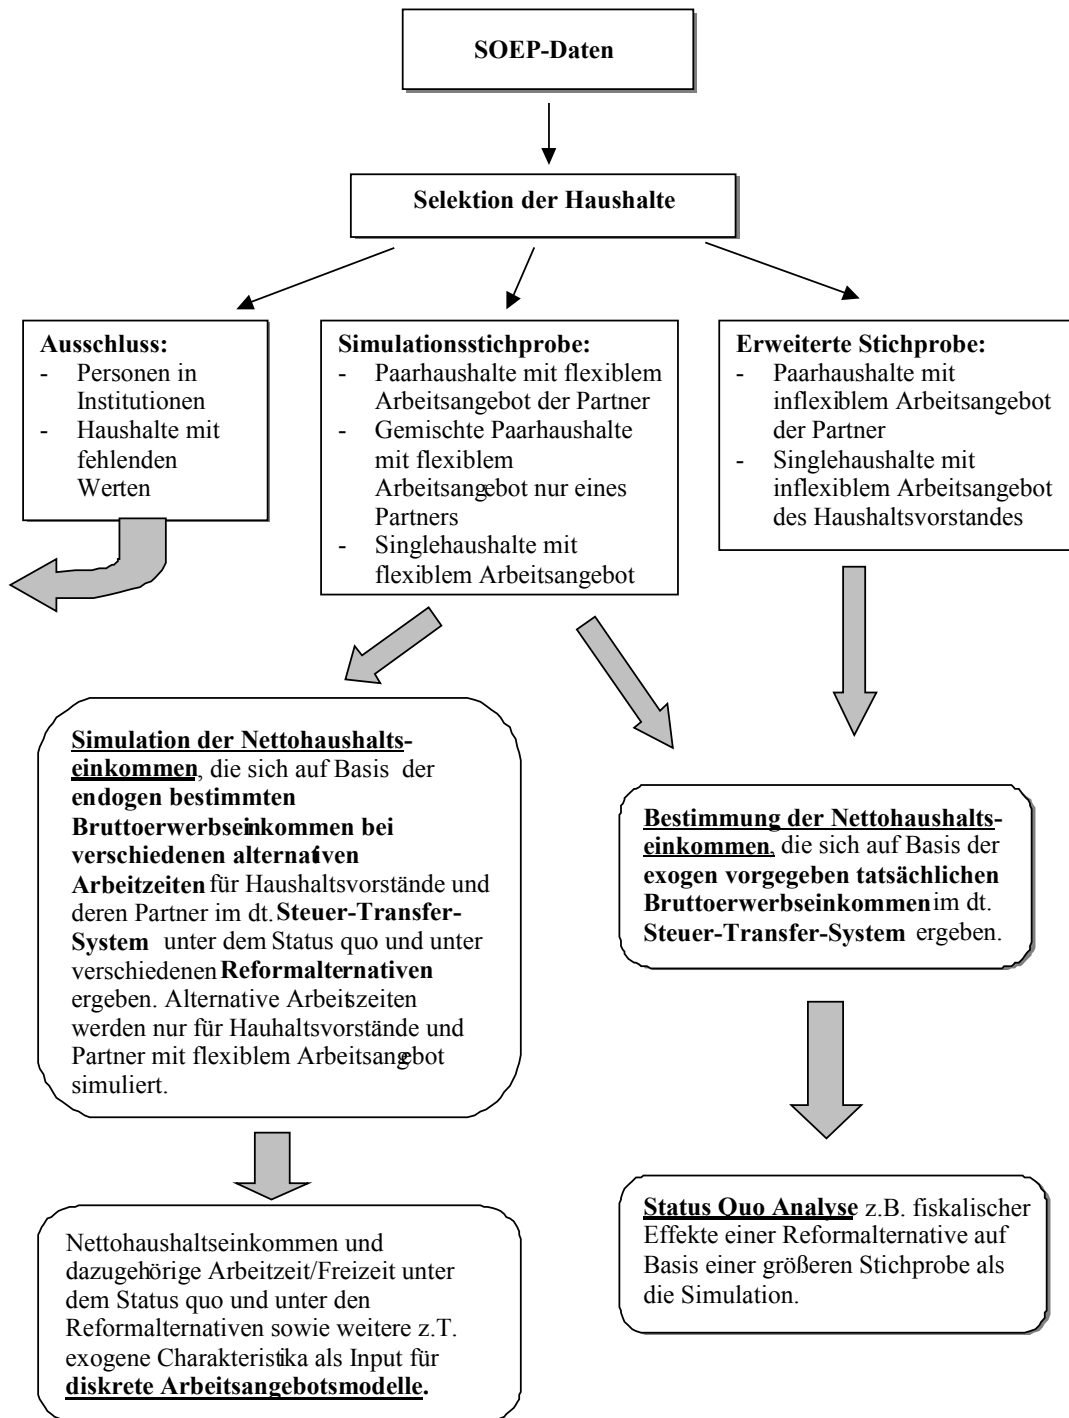 SOEP-Daten
Selektion der Haushalte
Ausschluss:
- Personen in
Institutionen
- Haushalte mit
fehlenden
Werten
Simulationsstichprobe:
- Paarhaushalte mit flexiblem
Arbeitsangebot der Partner
- Gemischte Paarhaushalte
mit flexiblem
Arbeitsangebot nur eines
Partners
- Singlehaushalte mit
flexiblem Arbeitsangebot
Erweiterte Stichprobe:
- Paarhaushalte mit
inflexiblem Arbeitsangebot
der Partner
- Singlehaushalte mit
inflexiblem Arbeitsangebot
des Haushaltsvorstandes
Simulation der Nettohaushalts-
einkommen, die sich auf Basis der
endogen bestimmten
Bruttoerwerbseinkommen bei
verschiedenen alternativen
Arbeitzeiten für Haushaltsvorstände und
deren Partner im dt. Steuer-Transfer-
System unter dem Status quo und unter
verschiedenen Reformalternativen
ergeben. Alternative Arbeitszeiten
werden nur für Hauhaltsvorstände und
Partner mit flexiblem Arbeitsangebot
simuliert.
Bestimmung der Nettohaushalts-
einkommen, die sich auf Basis der
exogen vorgegeben tatsächlichen
Bruttoerwerbseinkommen im dt.
Steuer-Transfer-System ergeben.
Nettohaushaltseinkommen und
dazugehörige Arbeitzeit/Freizeit unter
dem Status quo und unter den
Reformalternativen sowie weitere z.T.
exogene Charakteristika als Input für
diskrete Arbeitsangebotsmodelle.
Status Quo Analyse z.B. fiskalischer
Effekte einer Reformalternative auf
Basis einer größeren Stichprobe als
die Simulation.